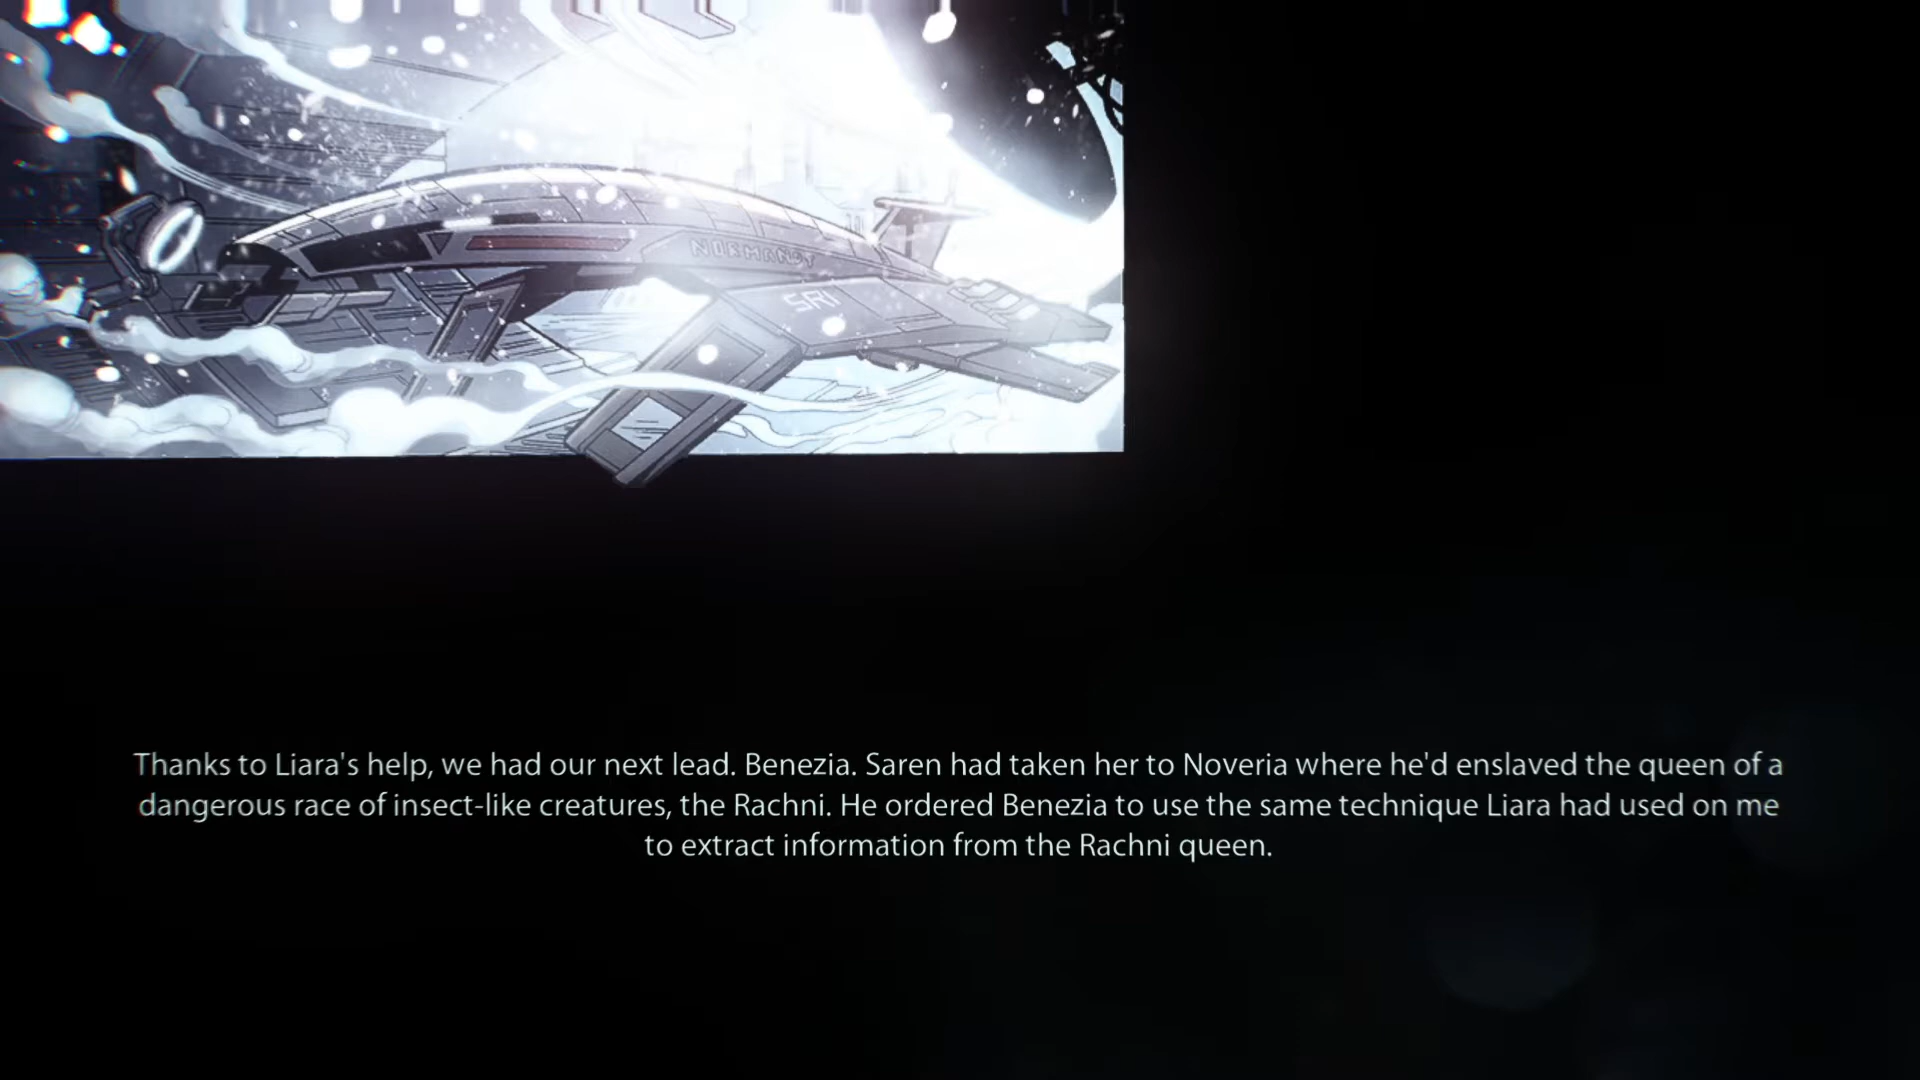 NORMANDY
SR1
Thanks to Liara's help, we had our next lead. Benezia. Saren had taken her to Noveria where he'd enslaved the queen of a
dangerous race of insect-like creatures, the Rachni. He ordered Benezia to use the same technique Liara had used on me
to extract information from the Rachni queen.